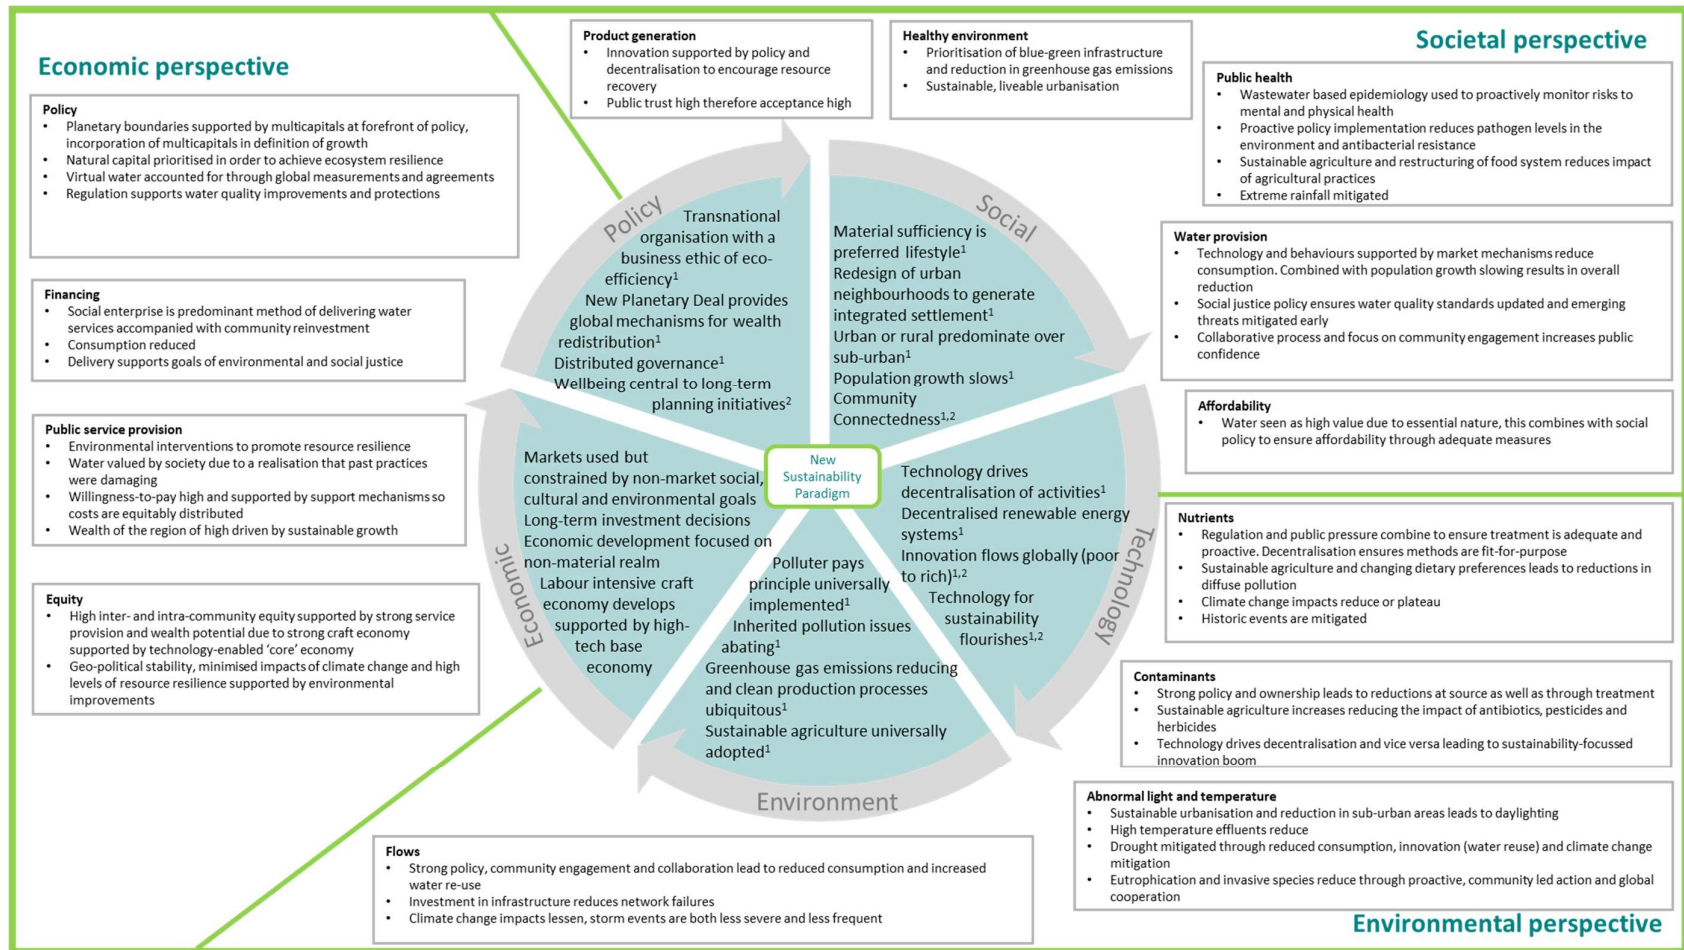 Economic perspective
Policy
• Planetary boundaries supported by multicapitals at forefront of policy,
incorporation of multicapitals in definition of growth
• Natural capital prioritised in order to achieve ecosystem resilience
• Virtual water accounted for through global measurements and agreements
• Regulation supports water quality improvements and protections
Financing
• Social enterprise is predominant method of delivering water
services accompanied with community reinvestment
• Consumption reduced
• Delivery supports goals of environmental and social justice
Public service provision
• Environmental interventions to promote resource resilience
• Water valued by society due to a realisation that past practices
were damaging
• Willingness-to-pay high and supported by support mechanisms so
costs are equitably distributed
• Wealth of the region of high driven by sustainable growth
Equity
• High inter- and intra-community equity supported by strong service
provision and wealth potential due to strong craft economy
supported by technology-enabled ‘core’ economy
• Geo-political stability, minimised impacts of climate change and high
levels of resource resilience supported by environmental
improvements
Product generation
• Innovation supported by policy and
decentralisation to encourage resource
recovery
• Public trust high therefore acceptance high
Healthy environment
• Prioritisation of blue-green infrastructure
and reduction in greenhouse gas emissions
• Sustainable, liveable urbanisation
Societal perspective
Public health
• Wastewater based epidemiology used to proactively monitor risks to
mental and physical health
• Proactive policy implementation reduces pathogen levels in the
environment and antibacterial resistance
• Sustainable agriculture and restructuring of food system reduces impact
of agricultural practices
• Extreme rainfall mitigated
Water provision
• Technology and behaviours supported by market mechanisms reduce
consumption. Combined with population growth slowing results in overall
reduction
• Social justice policy ensures water quality standards updated and emerging
threats mitigated early
• Collaborative process and focus on community engagement increases public
confidence
Affordability
• Water seen as high value due to essential nature, this combines with social
policy to ensure affordability through adequate measures
Policy
Transnational
organisation with a
business ethic of eco-
efficiency¹
New Planetary Deal provides
global mechanisms for wealth
redistribution¹
Distributed governance¹
Wellbeing central to long-term
planning initiatives²
Social
Material sufficiency is
preferred lifestyle¹
Redesign of urban
neighbourhoods to generate
integrated settlement¹
Urban or rural predominate over
sub-urban¹
Population growth slows¹
Community
Connectedness¹,²
New
Sustainability
Paradigm
Economic
Markets used but
constrained by non-market social,
cultural and environmental goals
Long-term investment decisions
Economic development focused on
non-material realm
Labour intensive craft
economy develops
supported by high-
tech base
economy
Technology
Technology drives
decentralisation of activities¹
Decentralised renewable energy
systems¹
Innovation flows globally (poor
to rich)¹,²
Technology for
sustainability
flourishes¹,²
Polluter pays
principle universally
implemented¹
Inherited pollution issues
abating¹
Greenhouse gas emissions reducing
and clean production processes
ubiquitous¹
Sustainable agriculture universally
adopted¹
Environment
Nutrients
• Regulation and public pressure combine to ensure treatment is adequate and
proactive. Decentralisation ensures methods are fit-for-purpose
• Sustainable agriculture and changing dietary preferences leads to reductions in
diffuse pollution
• Climate change impacts reduce or plateau
• Historic events are mitigated
Contaminants
• Strong policy and ownership leads to reductions at source as well as through treatment
• Sustainable agriculture increases reducing the impact of antibiotics, pesticides and
herbicides
• Technology drives decentralisation and vice versa leading to sustainability-focussed
innovation boom
Abnormal light and temperature
• Sustainable urbanisation and reduction in sub-urban areas leads to daylighting
• High temperature effluents reduce
• Drought mitigated through reduced consumption, innovation (water reuse) and climate change
mitigation
• Eutrophication and invasive species reduce through proactive, community led action and global
cooperation
Flows
• Strong policy, community engagement and collaboration lead to reduced consumption and increased
water re-use
• Investment in infrastructure reduces network failures
• Climate change impacts lessen, storm events are both less severe and less frequent
Environmental perspective